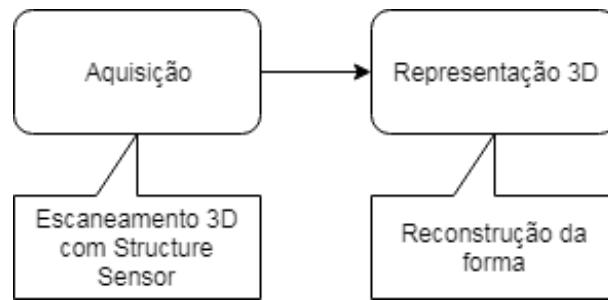 Aquisição
Representação 3D
Escaneamento 3D
com Structure
Sensor
Reconstrução da
forma